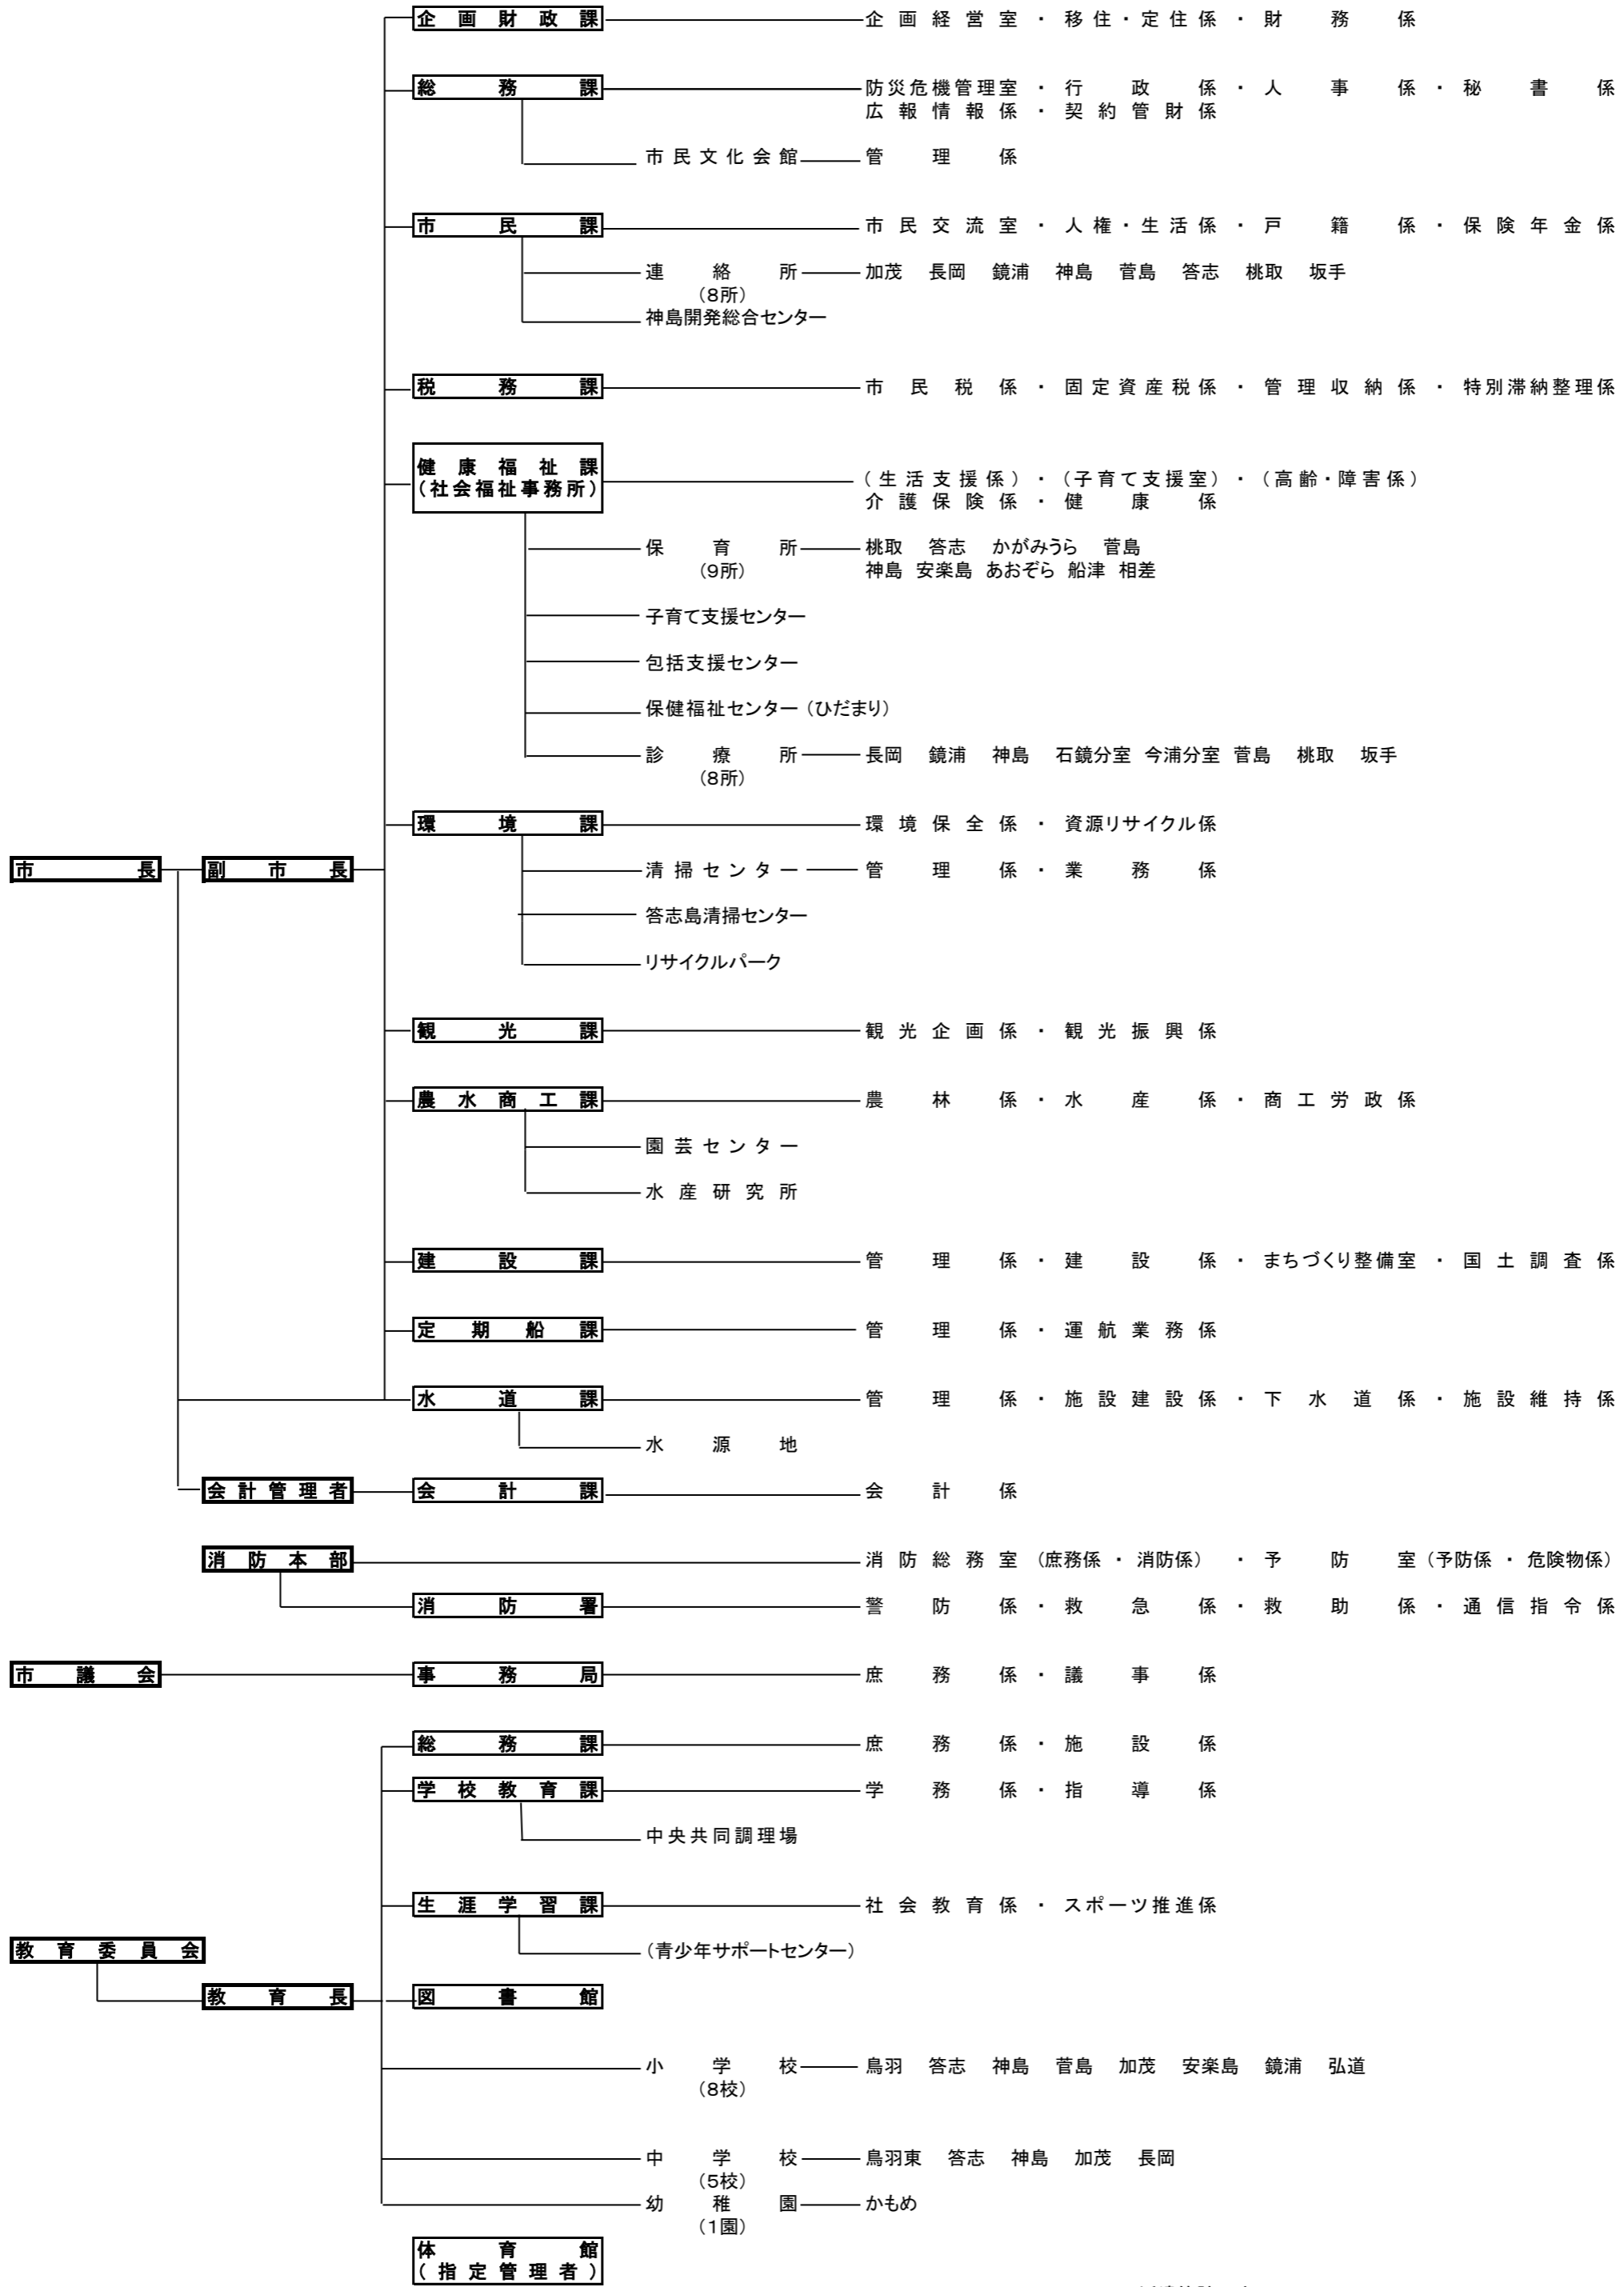 企画財政課 企画経営室・移住・定住係・財務係
総務課 防災危機管理室・行政係・人事係・秘書係
広報情報係・契約管財係
市民文化会館 管理係
市民課 市民交流室・人権・生活係・戸籍係・保険年金係
連絡所 加茂 長岡 鏡浦 神島 菅島 答志 桃取 坂手
(8所)
神島開発総合センター
税務課 市民税係・固定資産税係・管理収納係・特別滞納整理係
健康福祉課
(社会福祉事務所) (生活支援係)・(子育て支援室)・(高齢・障害係)
介護保険係・健康係
保育所 桃取 答志 かがみうら 菅島
(9所) 神島 安楽島 あおぞら 船津 相差
子育て支援センター
包括支援センター
保健福祉センター(ひだまり)
診療所 長岡 鏡浦 神島 石鏡分室 今浦分室 菅島 桃取 坂手
(8所)
環境課 環境保全係・資源リサイクル係
市長 副市長 清掃センター 管理係・業務係
答志島清掃センター
リサイクルパーク
観光課 観光企画係・観光振興係
農水商工課 農林係・水産係・商工労政係
園芸センター
水産研究所
建設課 管理係・建設係・まちづくり整備室・国土調査係
定期船課 管理係・運航業務係
水道課 管理係・施設建設係・下水道係・施設維持係
水源地
会計管理者 会計課 会計係
消防本部 消防総務室(庶務係・消防係)・予防室(予防係・危険物係)
消防署 警防係・救急係・救助係・通信指令係
市議会 事務局 庶務係・議事係
総務課 庶務係・施設係
学校教育課 学務係・指導係
中央共同調理場
生涯学習課 社会教育係・スポーツ推進係
教育委員会 (青少年サポートセンター)
教育長 図書館
小学校 鳥羽 答志 神島 菅島 加茂 安楽島 鏡浦 弘道
(8校)
中学校 鳥羽東 答志 神島 加茂 長岡
(5校)
幼稚園 かもめ
(1園)
体育館
(指定管理者)